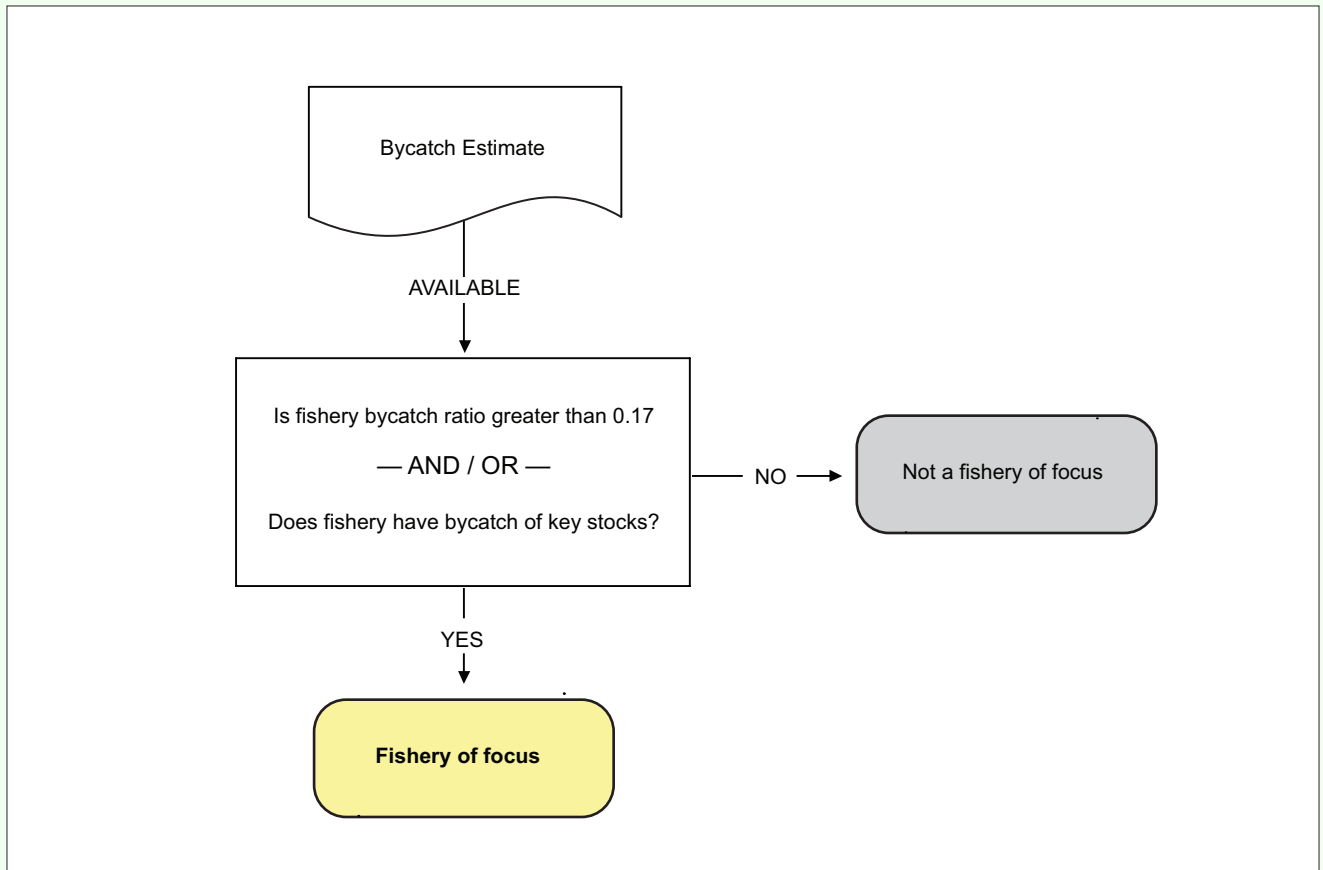 Bycatch Estimate
AVAILABLE
Is fishery bycatch ratio greater than 0.17
— AND / OR —
Does fishery have bycatch of key stocks?
NO
Not a fishery of focus
YES
Fishery of focus